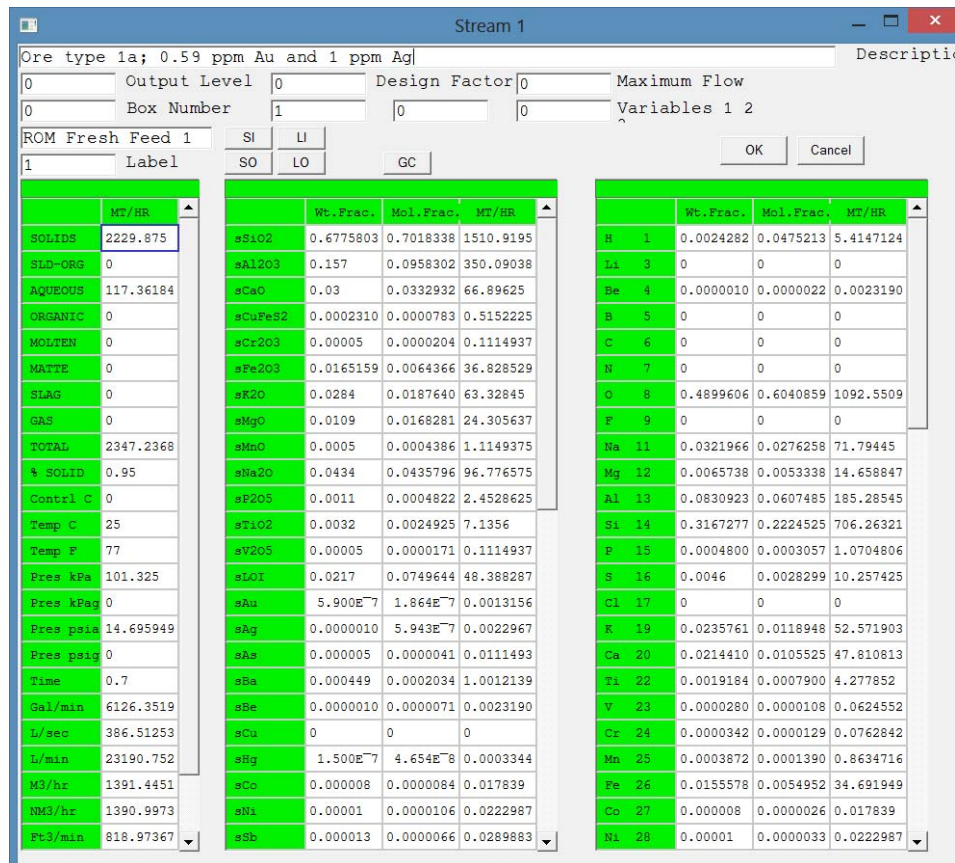 Stream 1
Ore type 1a; 0.59 ppm Au and 1 ppm Ag Descriptio
0 Output Level 0 Design Factor 0 Maximum Flow
0 Box Number 1 0 0 Variables 1 2
ROM Fresh Feed 1 SI LI
1 Label SO LO GC OK Cancel
MT/HR Wt.Frac. Mol.Frac. MT/HR Wt.Frac. Mol.Frac. MT/HR
SOLIDS 2229.875 sSiO2 0.6775803 0.7018338 1510.9195 H 1 0.0024282 0.0475213 5.4147124
SLD-ORG 0 sAl2O3 0.157 0.0958302 350.09038 Li 3 0 0 0
AQUEOUS 117.36184 sCaO 0.03 0.0332932 66.89625 Be 4 0.0000010 0.0000022 0.0023190
ORGANIC 0 sCuFeS2 0.0002310 0.0000783 0.5152225 B 5 0 0 0
MOLTEN 0 sCr2O3 0.00005 0.0000204 0.1114937 C 6 0 0 0
MATTE 0 sFe2O3 0.0165159 0.0064366 36.828529 N 7 0 0 0
SLAG 0 sK2O 0.0284 0.0187640 63.32845 O 8 0.4899606 0.6040859 1092.5509
GAS 0 sMgO 0.0109 0.0168281 24.305637 F 9 0 0 0
TOTAL 2347.2368 sMnO 0.0005 0.0004386 1.1149375 Na 11 0.0321966 0.0276258 71.79445
% SOLID 0.95 sNa2O 0.0434 0.0435796 96.776575 Mg 12 0.0065738 0.0053338 14.658847
Contrl C 0 sP2O5 0.0011 0.0004822 2.4528625 Al 13 0.0830923 0.0607485 185.28545
Temp C 25 sTiO2 0.0032 0.0024925 7.1356 Si 14 0.3167277 0.2224525 706.26321
Temp F 77 sV2O5 0.00005 0.0000171 0.1114937 P 15 0.0004800 0.0003057 1.0704806
Pres kPa 101.325 sLOI 0.0217 0.0749644 48.388287 S 16 0.0046 0.0028299 10.257425
Pres kPag 0 sAu 5.900E¯7 1.864E¯7 0.0013156 Cl 17 0 0 0
Pres psia 14.695949 sAg 0.0000010 5.943E¯7 0.0022967 K 19 0.0235761 0.0118948 52.571903
Pres psig 0 sAs 0.000005 0.0000041 0.0111493 Ca 20 0.0214410 0.0105525 47.810813
Time 0.7 sBa 0.000449 0.0002034 1.0012139 Ti 22 0.0019184 0.0007900 4.277852
Gal/min 6126.3519 sBe 0.0000010 0.0000071 0.0023190 V 23 0.0000280 0.0000108 0.0624552
L/sec 386.51253 sCu 0 0 0 Cr 24 0.0000342 0.0000129 0.0762842
L/min 23190.752 sHg 1.500E¯7 4.654E¯8 0.0003344 Mn 25 0.0003872 0.0001390 0.8634716
M3/hr 1391.4451 sCo 0.000008 0.0000084 0.017839 Fe 26 0.0155578 0.0054952 34.691949
NM3/hr 1390.9973 sNi 0.00001 0.0000106 0.0222987 Co 27 0.000008 0.0000026 0.017839
Ft3/min 818.97367 sSb 0.000013 0.0000066 0.0289883 Ni 28 0.00001 0.0000033 0.0222987